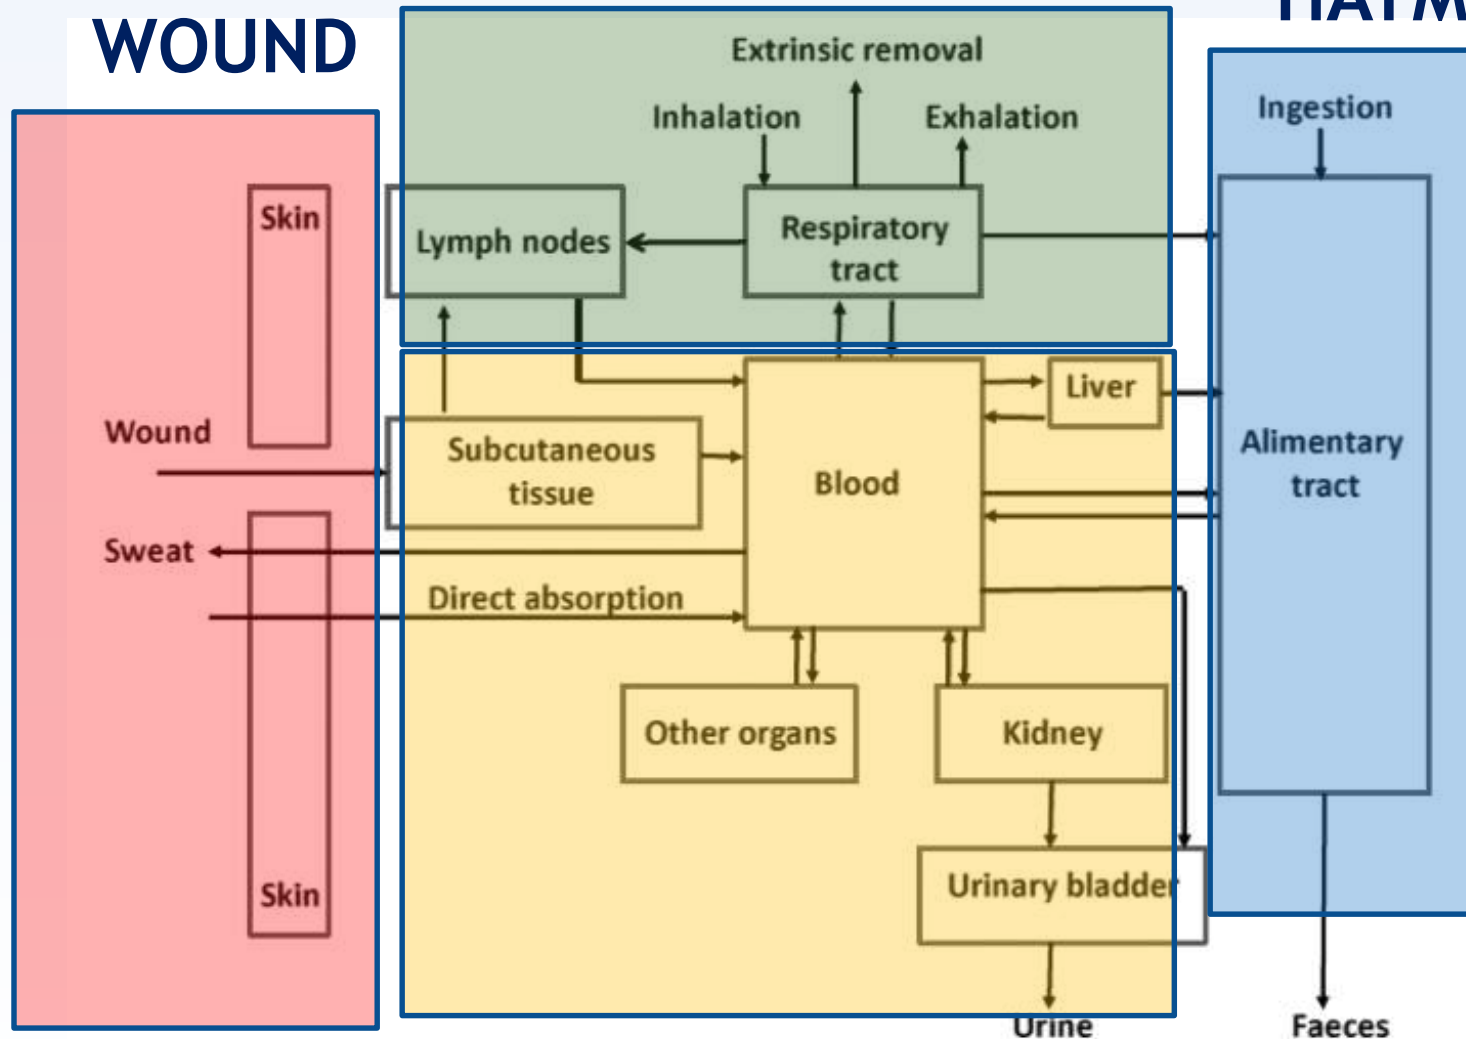 WOUND
HATM
Extrinsic removal
Inhalation
Exhalation
Ingestion
Skin
Lymph nodes
Respiratory
tract
Liver
Wound
Subcutaneous
tissue
Blood
Alimentary
tract
Sweat
Direct absorption
Other organs
Kidney
Skin
Urinary bladder
Urine
Faeces